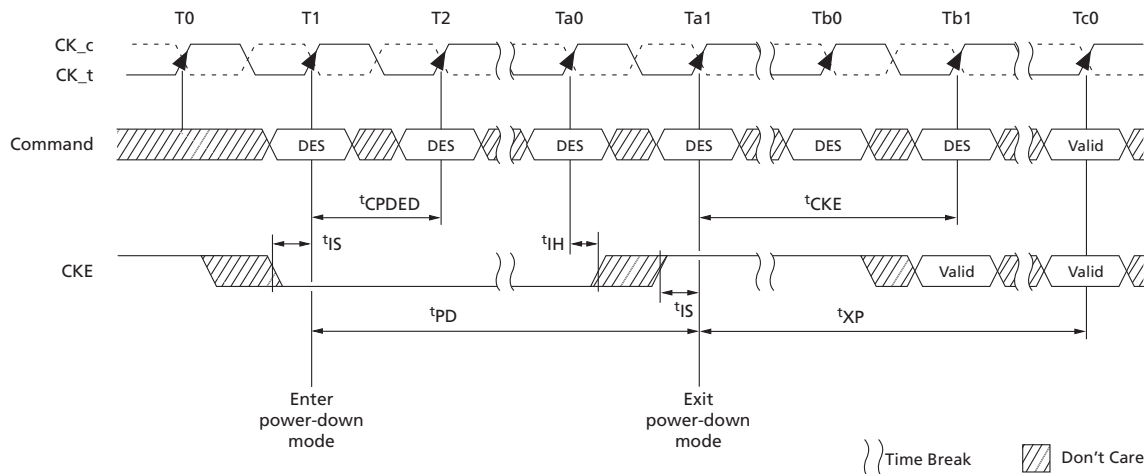 T0 T1 T2 Ta0 Ta1 Tb0 Tb1 Tc0
CK_c
CK_t
Command DES DES DES DES DES DES Valid
tCPDED tCKE
tIS tIH
CKE Valid Valid
tIS
tPD tXP
Enter
power-down
mode
Exit
power-down
mode
Time Break Don't Care